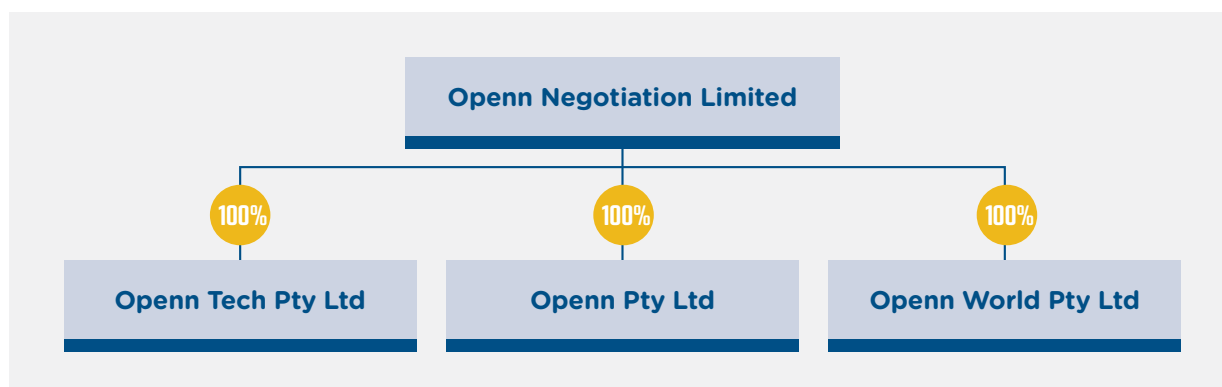 Openn Negotiation Limited
100% 100% 100%
Openn Tech Pty Ltd Openn Pty Ltd Openn World Pty Ltd